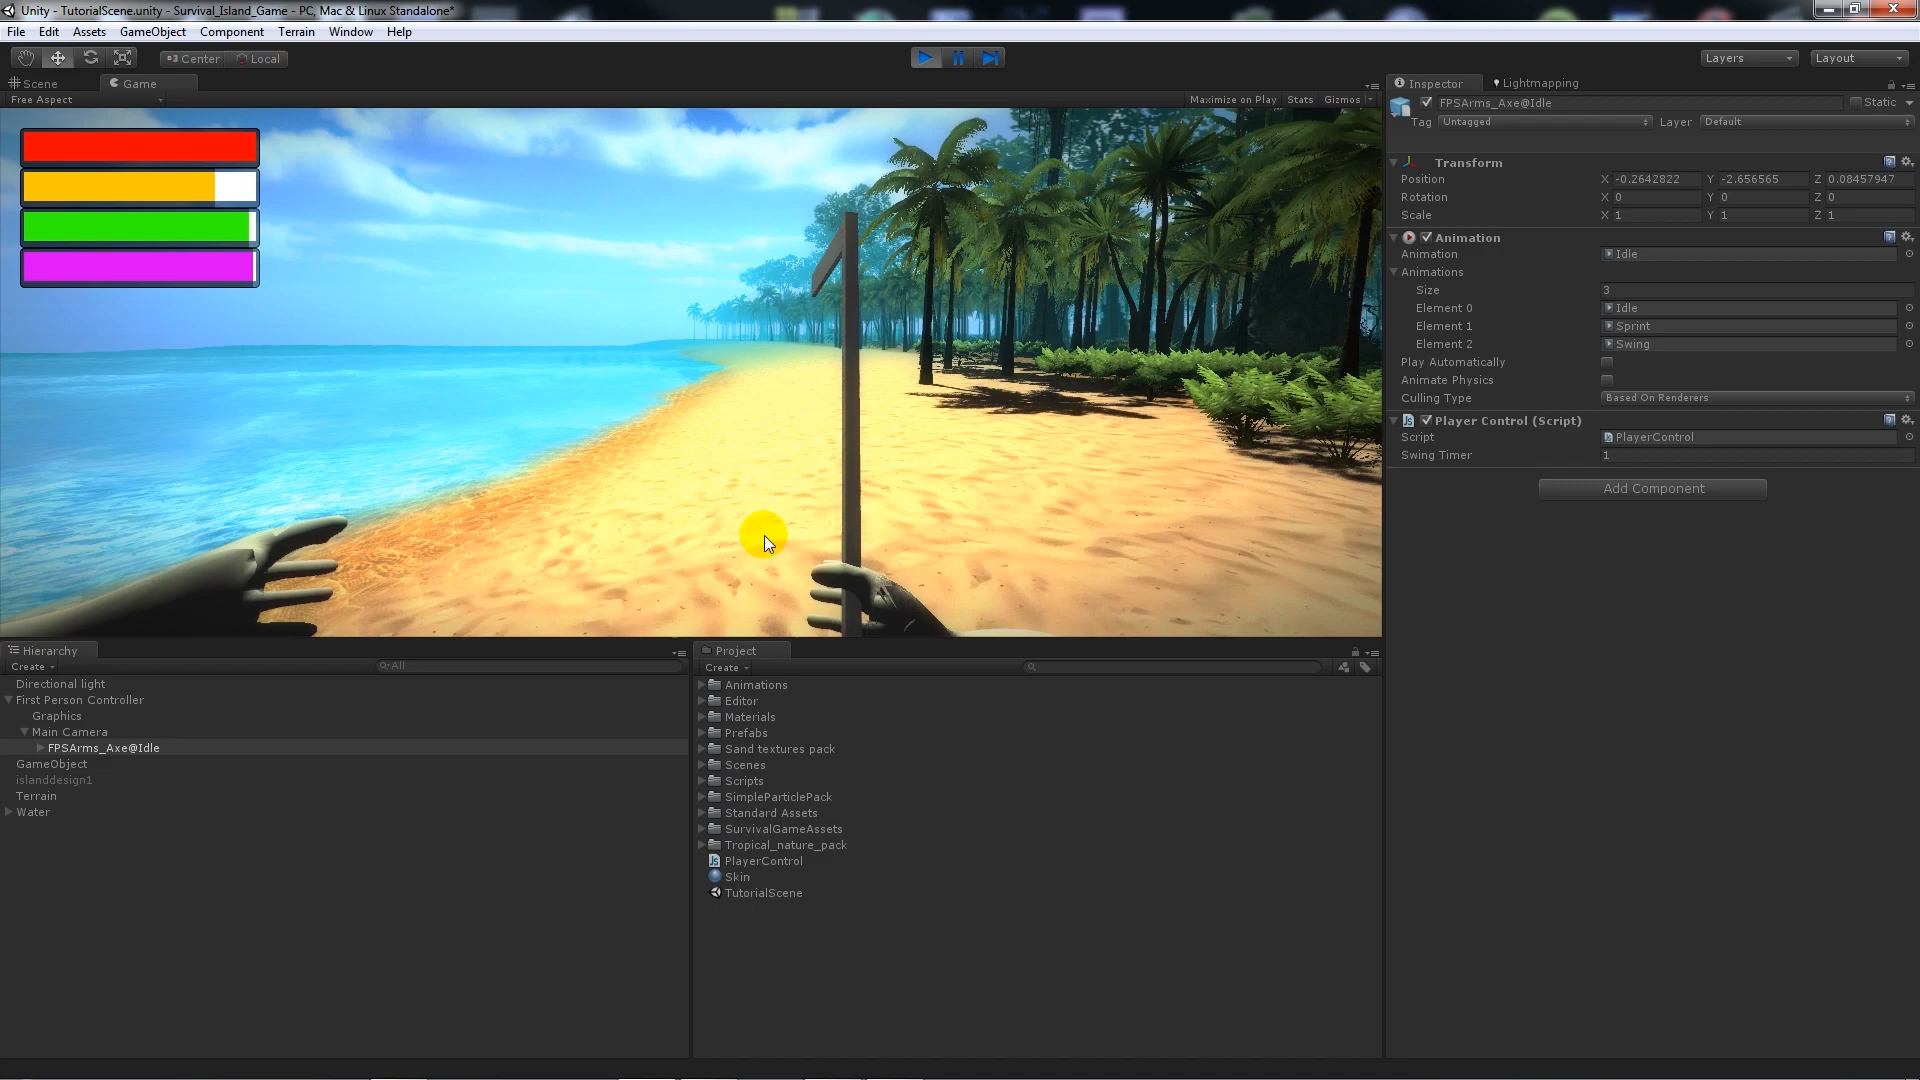 Unity - TutorialScene.unity - Survival_Island_Game - PC, Mac & Linux Standalone*
File Edit Assets GameObject Component Terrain Window Help
Center Local
Layers Layout
Scene Game
Free Aspect Maximize on Play Stats Gizmos
Inspector Lightmapping
FPSArms_Axe@Idle Static
Tag Untagged Layer Default
Transform
Position X -0.2642822 Y -2.656565 Z 0.08457947
Rotation X 0 Y 0 Z 0
Scale X 1 Y 1 Z 1
Animation
Animation Idle
Animations
Size 3
Element 0 Idle
Element 1 Sprint
Element 2 Swing
Play Automatically
Animate Physics
Culling Type Based On Renderers
Player Control (Script)
Script PlayerControl
Swing Timer 1
Add Component
Hierarchy
Create All
Directional light
First Person Controller
Graphics
Main Camera
FPSArms_Axe@Idle
GameObject
islanddesign1
Terrain
Water
Project
Create
Animations
Editor
Materials
Prefabs
Sand textures pack
Scenes
Scripts
SimpleParticlePack
Standard Assets
SurvivalGameAssets
Tropical_nature_pack
PlayerControl
Skin
TutorialScene